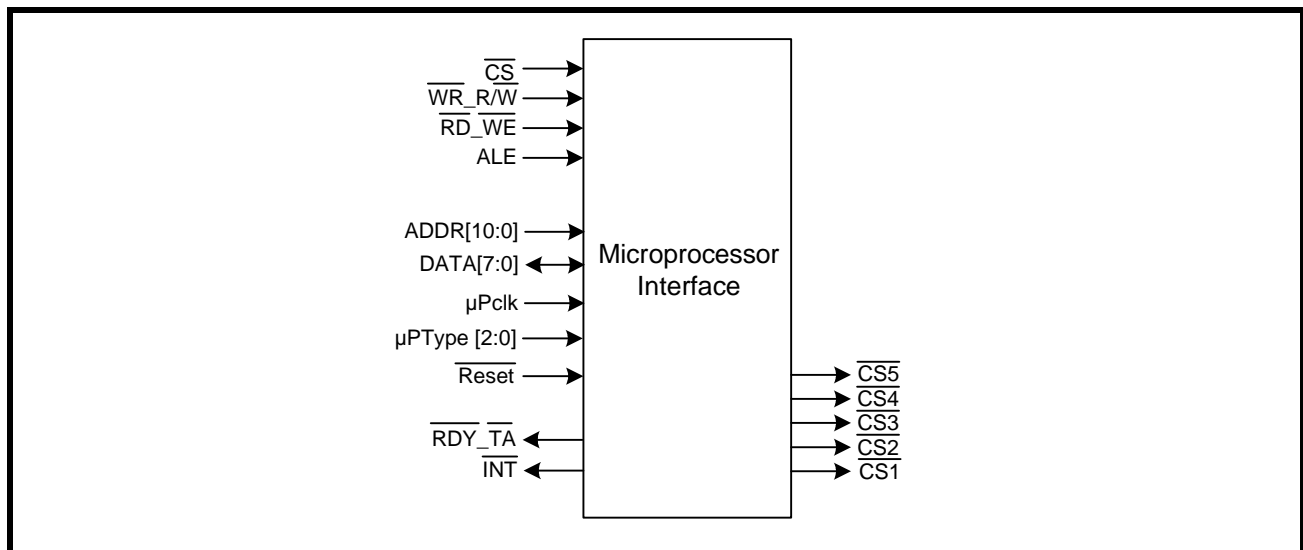 CS
WR_R/W
RD_WE
ALE
ADDR[10:0]
DATA[7:0]
µPclk
µPType [2:0]
Reset
RDY_TA
INT
Microprocessor
Interface
CS5
CS4
CS3
CS2
CS1